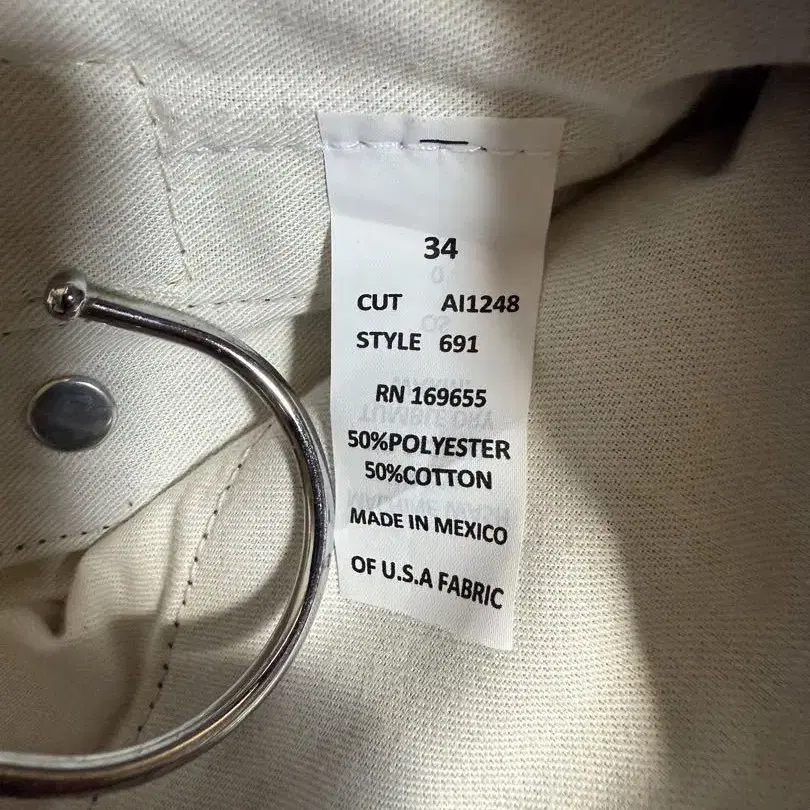 34
CUT AI1248
STYLE 691
RN 169655
50%POLYESTER
50%COTTON
MADE IN MEXICO
OF U.S.A FABRIC